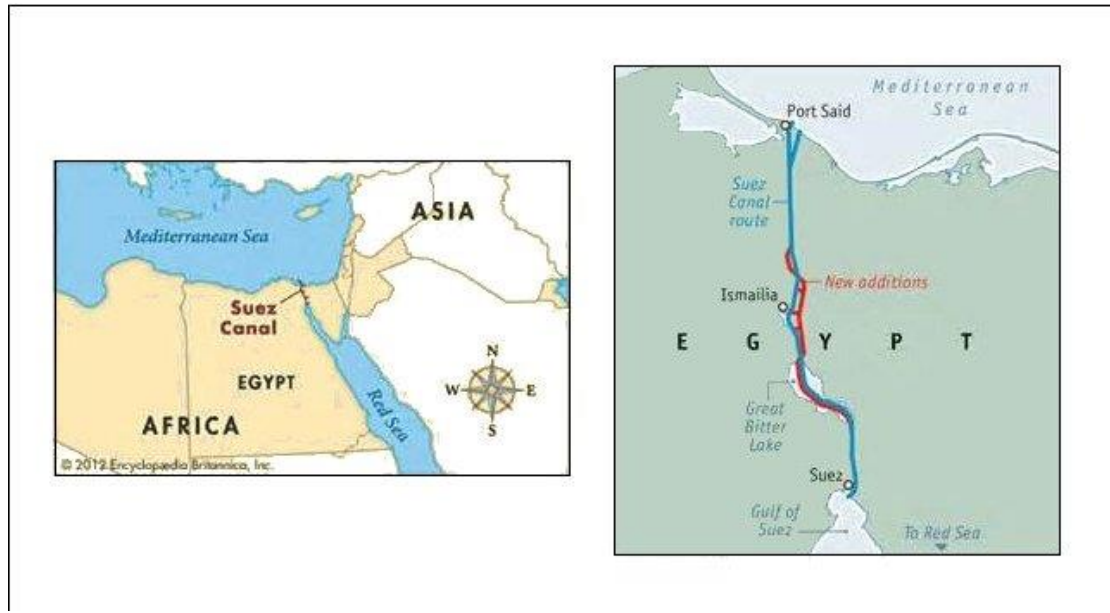 ASIA
Mediterranean Sea
Suez
Canal
N
W
E
S
EGYPT
Red Sea
AFRICA
© 2012 Encyclopædia Britannica, Inc.
Mediterranean
Sea
Port Said
Suez
Canal
route
New additions
Ismailia
E G Y P T
Great
Bitter
Lake
Suez
Gulf of
Suez
To Red Sea